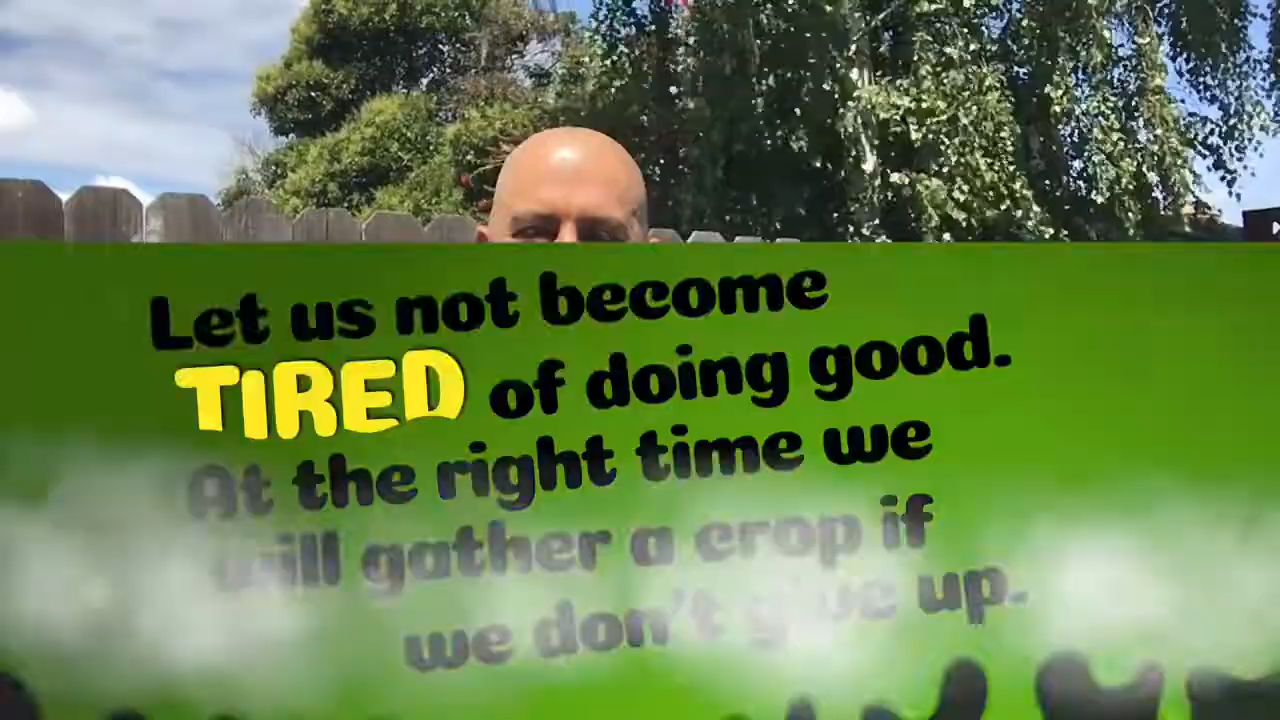 Let us not become
TIRED of doing good.
At the right time we
will gather a crop if
we don't give up.